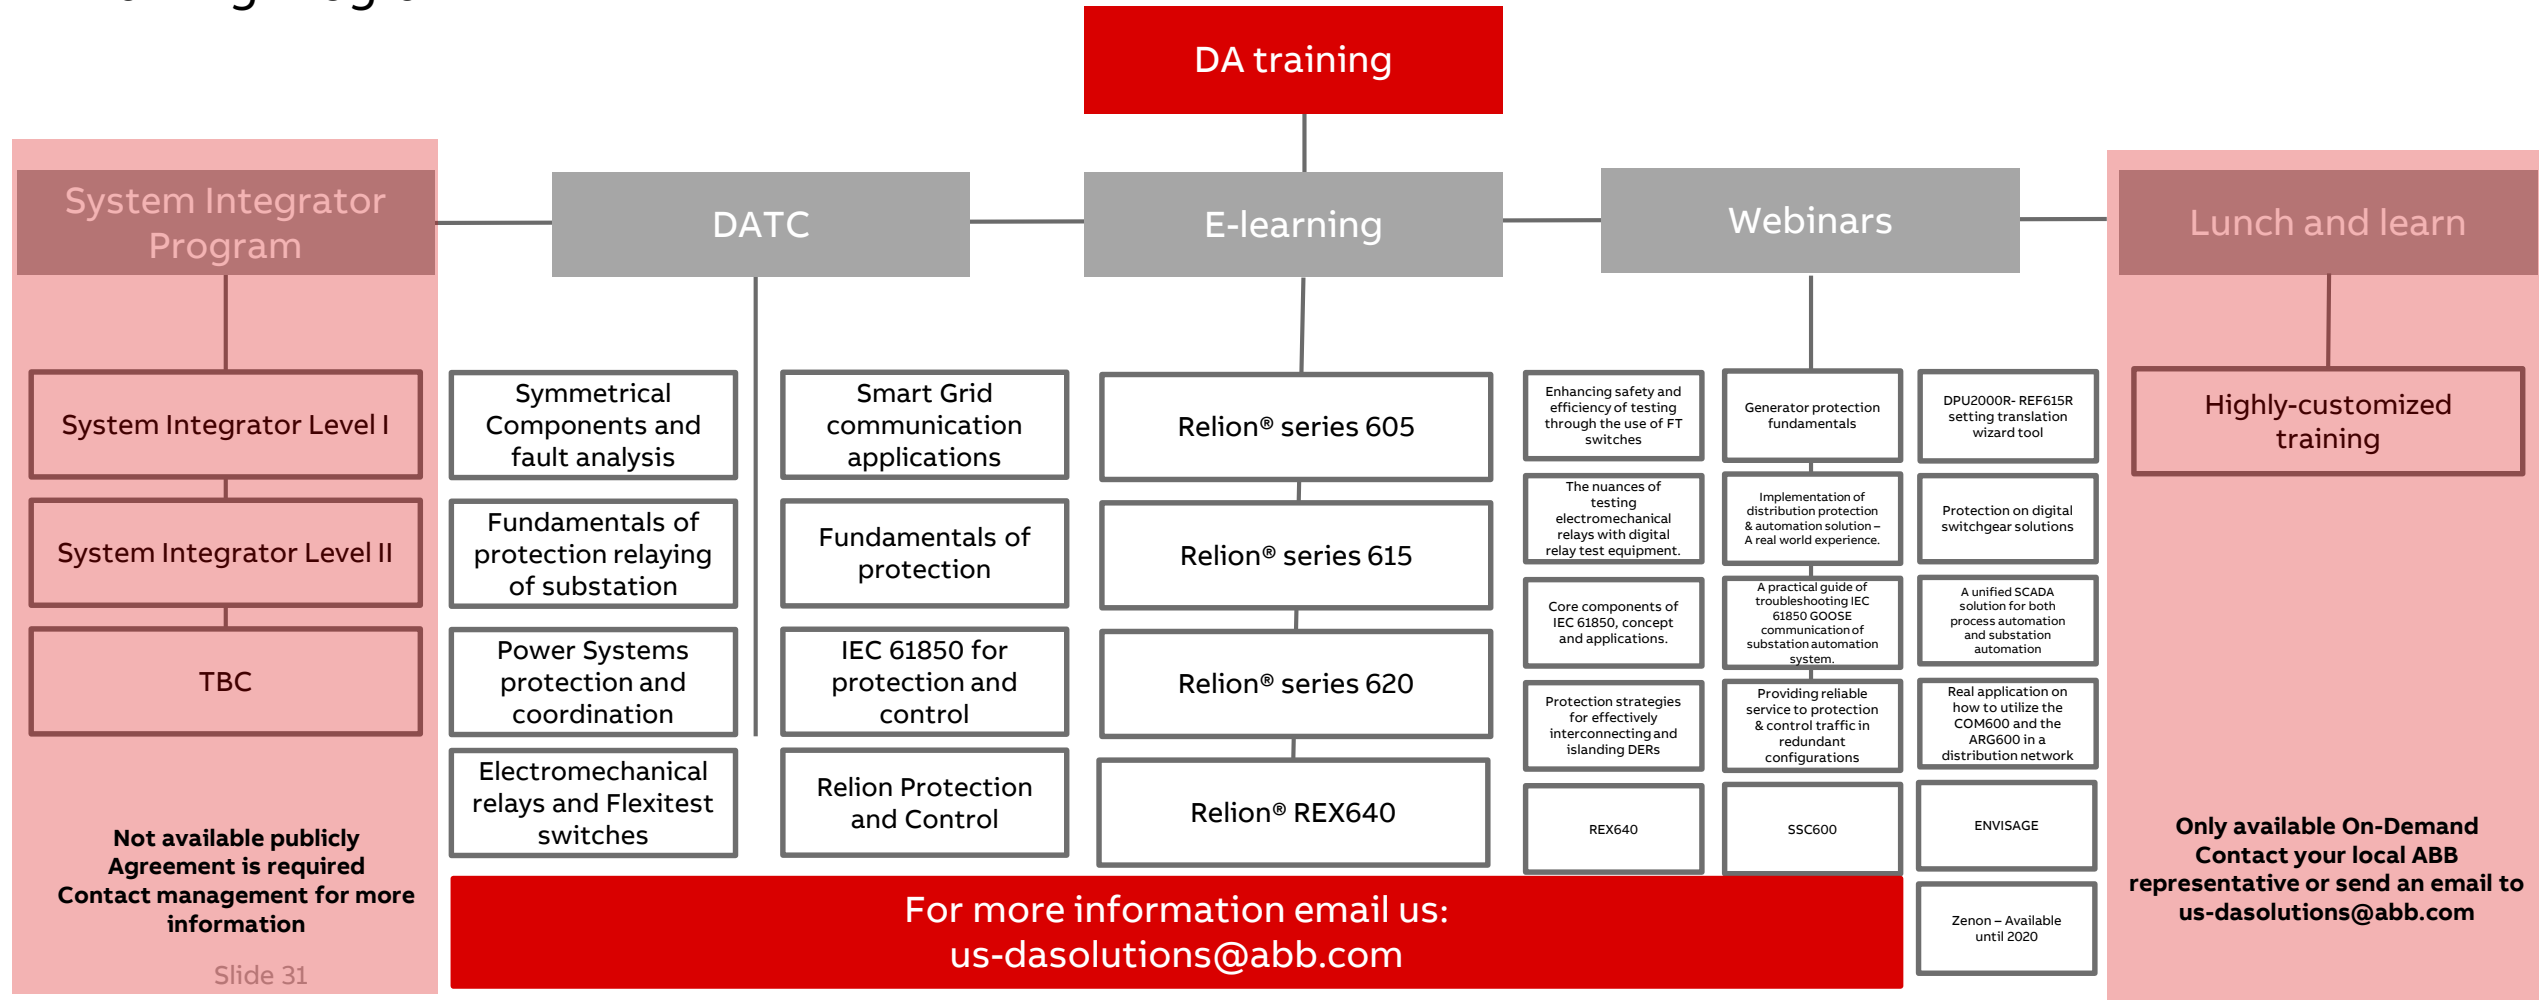 DA training
System Integrator
Program
DATC
E-learning
Webinars
Lunch and learn
System Integrator Level I
System Integrator Level II
TBC
Not available publicly
Agreement is required
Contact management for more
information
Slide 31
Symmetrical
Components and
fault analysis
Fundamentals of
protection relaying
of substation
Power Systems
protection and
coordination
Electromechanical
relays and Flexitest
switches
Smart Grid
communication
applications
Fundamentals of
protection
IEC 61850 for
protection and
control
Relion Protection
and Control
Relion® series 605
Relion® series 615
Relion® series 620
Relion® REX640
Enhancing safety and
efficiency of testing
through the use of FT
switches
The nuances of
testing
electromechanical
relays with digital
relay test equipment.
Core components of
IEC 61850, concept
and applications.
Protection strategies
for effectively
interconnecting and
islanding DERs
REX640
Generator protection
fundamentals
Implementation of
distribution protection
& automation solution –
A real world experience.
A practical guide of
troubleshooting IEC
61850 GOOSE
communication of
substation automation
system.
Providing reliable
service to protection
& control traffic in
redundant
configurations
SSC600
DPU2000R- REF615R
setting translation
wizard tool
Protection on digital
switchgear solutions
A unified SCADA
solution for both
process automation
and substation
automation
Real application on
how to utilize the
COM600 and the
ARG600 in a
distribution network
ENVISAGE
Zenon – Available
until 2020
Highly-customized
training
Only available On-Demand
Contact your local ABB
representative or send an email to
us-dasolutions@abb.com
For more information email us:
us-dasolutions@abb.com